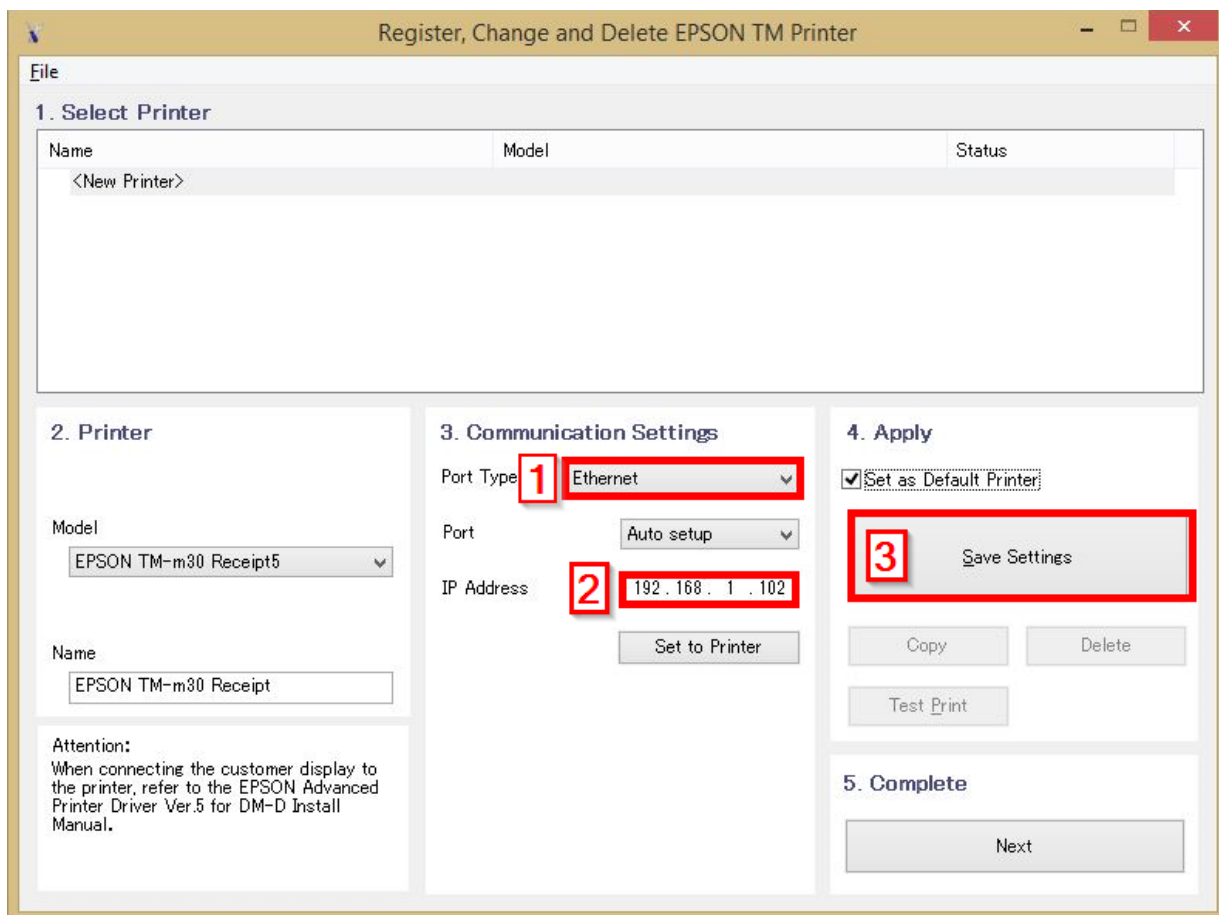 Register, Change and Delete EPSON TM Printer
File
1. Select Printer
Name Model Status
<New Printer>
2. Printer
Model
EPSON TM-m30 Receipt5
Name
EPSON TM-m30 Receipt
Attention:
When connecting the customer display to
the printer, refer to the EPSON Advanced
Printer Driver Ver.5 for DM-D Install
Manual.
3. Communication Settings
Port Type 1 Ethernet
Port Auto setup
IP Address 2 192 . 168 . 1 . 102
Set to Printer
4. Apply
Set as Default Printer
3 Save Settings
Copy Delete
Test Print
5. Complete
Next